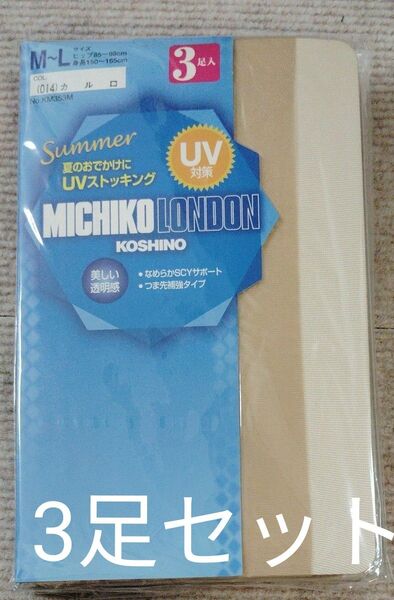 M~L サイズ
ヒップ85~98cm
身長150~165cm
3足入
COL.
(014)カルロ
No.KM353M
Summer
夏のおでかけに
UVストッキング
UV
対策
MICHIKO LONDON
KOSHINO
美しい
透明感
・なめらかSCYサポート
・つま先補強タイプ
3足セット